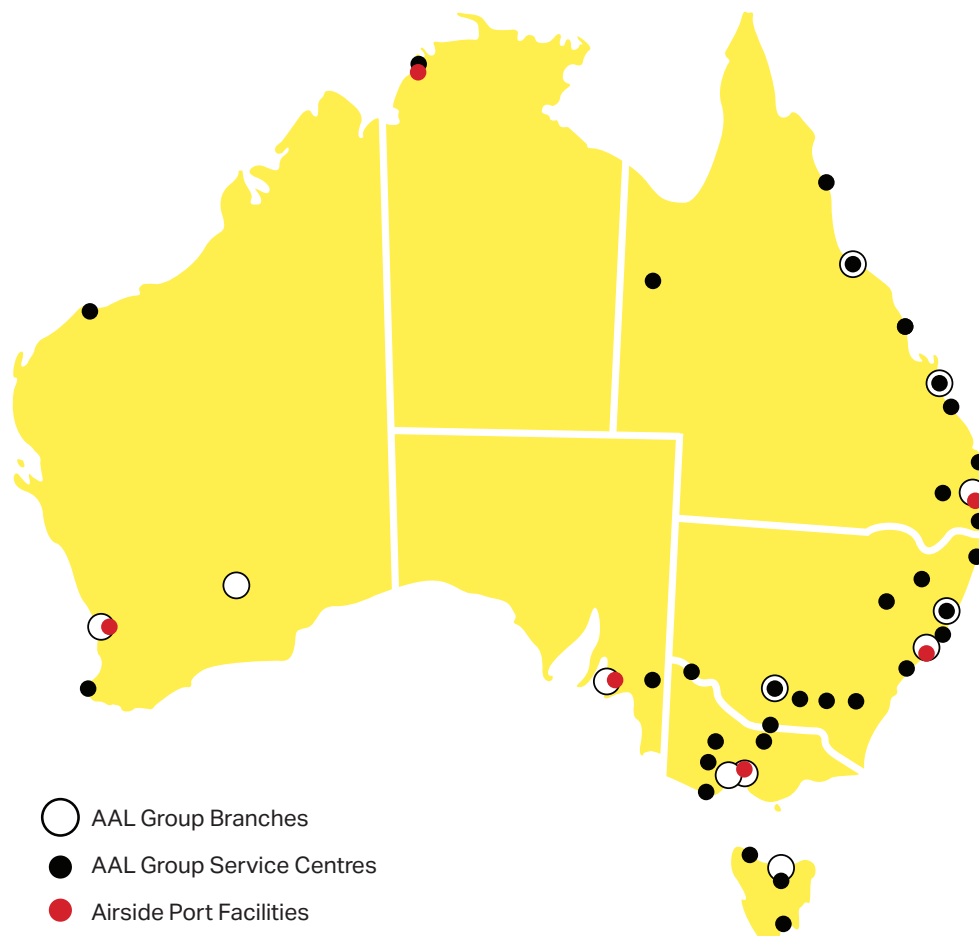 AAL Group Branches
AAL Group Service Centres
Airside Port Facilities